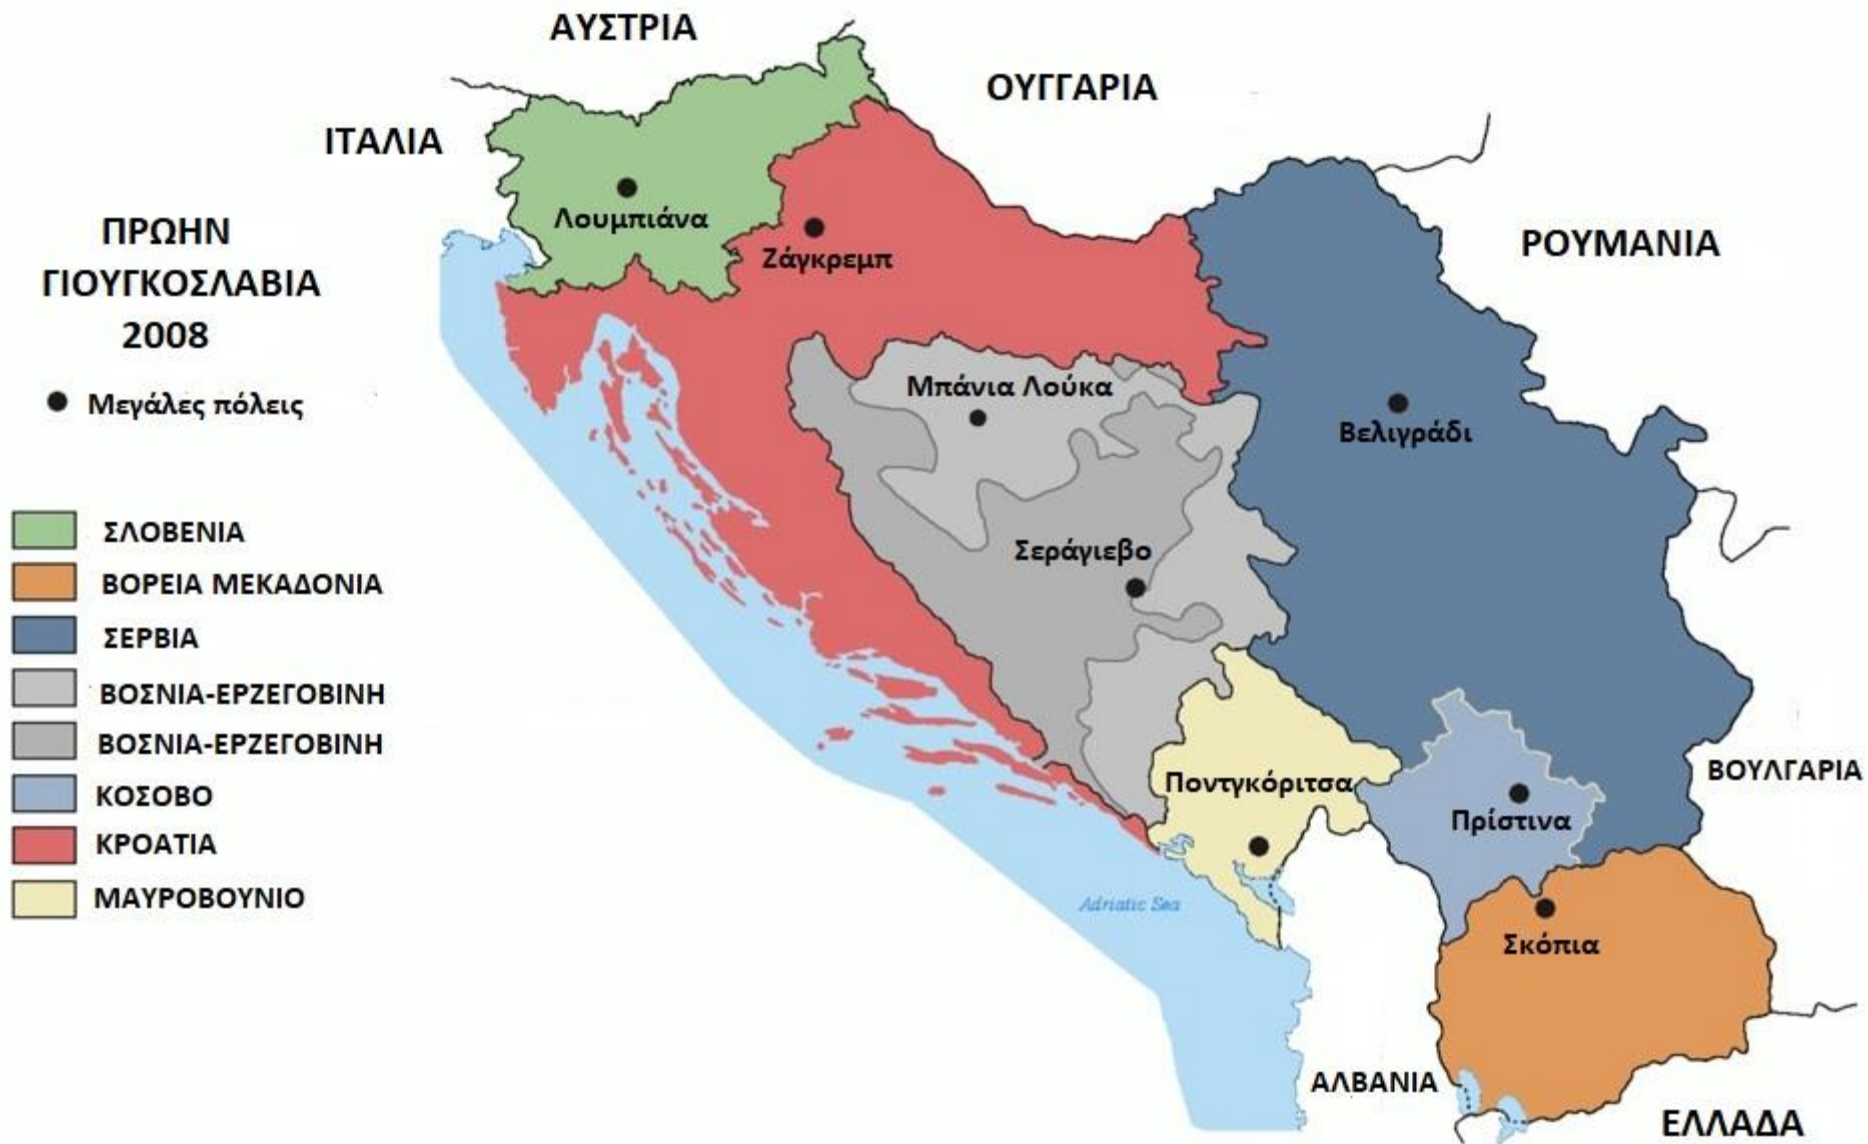 ΑΥΣΤΡΙΑ
ΟΥΓΓΑΡΙΑ
ΙΤΑΛΙΑ
ΡΟΥΜΑΝΙΑ
ΠΡΩΗΝ
ΓΙΟΥΓΚΟΣΛΑΒΙΑ
2008
Μεγάλες πόλεις
Λουμπιάνα
Ζάγκρεμπ
Μπάνια Λούκα
Βελιγράδι
Σεράγιεβο
ΣΛΟΒΕΝΙΑ
ΒΟΡΕΙΑ ΜΕΚΑΔΟΝΙΑ
ΣΕΡΒΙΑ
ΒΟΣΝΙΑ-ΕΡΖΕΓΟΒΙΝΗ
ΒΟΣΝΙΑ-ΕΡΖΕΓΟΒΙΝΗ
ΚΟΣΟΒΟ
ΚΡΟΑΤΙΑ
ΜΑΥΡΟΒΟΥΝΙΟ
Ποντγκόριτσα
Πρίστινα
ΒΟΥΛΓΑΡΙΑ
Adriatic Sea
Σκόπια
ΑΛΒΑΝΙΑ
ΕΛΛΑΔΑ